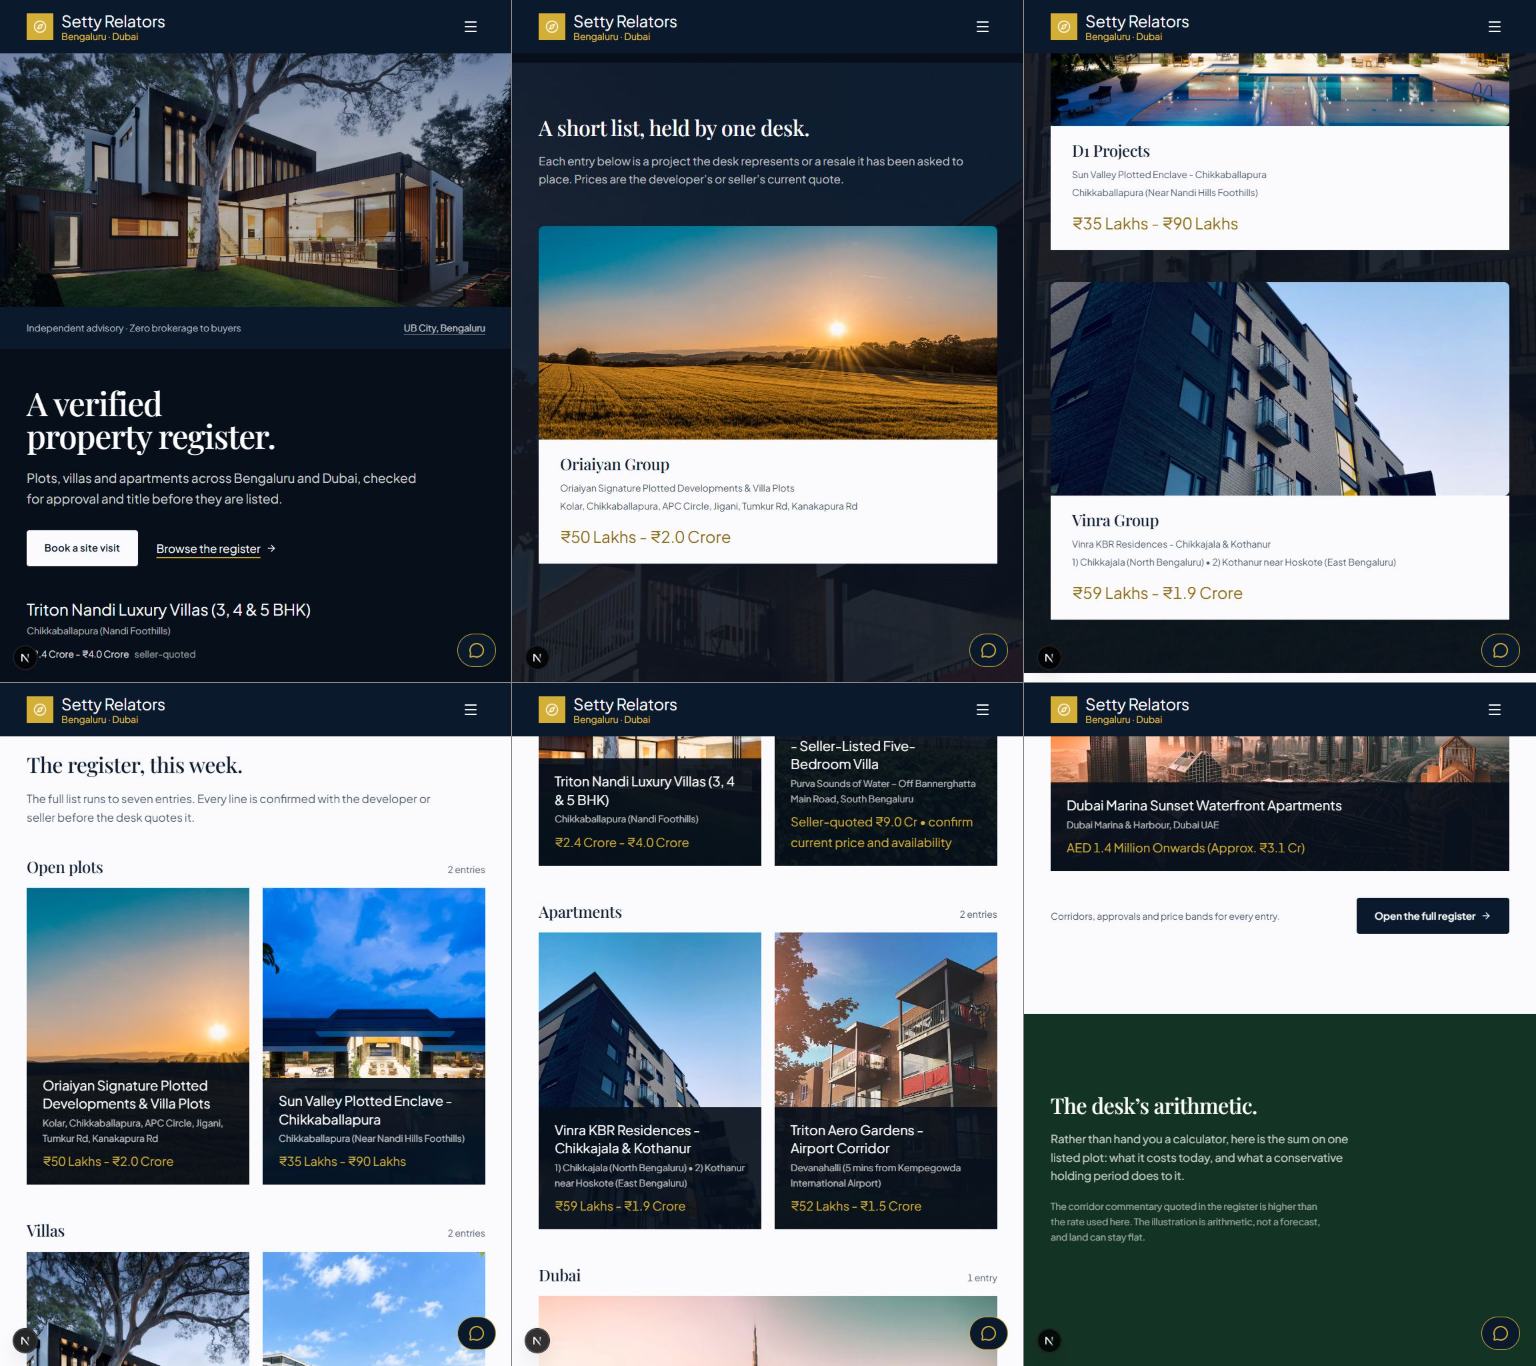 Setty Relators
Bengaluru · Dubai
Independent advisory · Zero brokerage to buyers
UB City, Bengaluru
A verified
property register.
Plots, villas and apartments across Bengaluru and Dubai, checked
for approval and title before they are listed.
Book a site visit
Browse the register →
Triton Nandi Luxury Villas (3, 4 & 5 BHK)
Chikkaballapura (Nandi Foothills)
.4 Crore - ₹4.0 Crore seller-quoted
N
Setty Relators
Bengaluru · Dubai
A short list, held by one desk.
Each entry below is a project the desk represents or a resale it has been asked to
place. Prices are the developer's or seller's current quote.
Oriaiyan Group
Oriaiyan Signature Plotted Developments & Villa Plots
Kolar, Chikkaballapura, APC Circle, Jigani, Tumkur Rd, Kanakapura Rd
₹50 Lakhs - ₹2.0 Crore
N
Setty Relators
Bengaluru · Dubai
D1 Projects
Sun Valley Plotted Enclave - Chikkaballapura
Chikkaballapura (Near Nandi Hills Foothills)
₹35 Lakhs - ₹90 Lakhs
Vinra Group
Vinra KBR Residences - Chikkajala & Kothanur
1) Chikkajala (North Bengaluru) • 2) Kothanur near Hoskote (East Bengaluru)
₹59 Lakhs - ₹1.9 Crore
N
Setty Relators
Bengaluru · Dubai
The register, this week.
The full list runs to seven entries. Every line is confirmed with the developer or
seller before the desk quotes it.
Open plots
2 entries
Oriaiyan Signature Plotted
Developments & Villa Plots
Kolar, Chikkaballapura, APC Circle, Jigani,
Tumkur Rd, Kanakapura Rd
₹50 Lakhs - ₹2.0 Crore
Sun Valley Plotted Enclave -
Chikkaballapura
Chikkaballapura (Near Nandi Hills Foothills)
₹35 Lakhs - ₹90 Lakhs
Villas
2 entries
N
Setty Relators
Bengaluru · Dubai
Triton Nandi Luxury Villas (3, 4
& 5 BHK)
Chikkaballapura (Nandi Foothills)
₹2.4 Crore - ₹4.0 Crore
- Seller-Listed Five-
Bedroom Villa
Purva Sounds of Water – Off Bannerghatta
Main Road, South Bengaluru
Seller-quoted ₹9.0 Cr • confirm
current price and availability
Apartments
2 entries
Vinra KBR Residences -
Chikkajala & Kothanur
1) Chikkajala (North Bengaluru) • 2) Kothanur
near Hoskote (East Bengaluru)
₹59 Lakhs - ₹1.9 Crore
Triton Aero Gardens -
Airport Corridor
Devanahalli (5 mins from Kempegowda
International Airport)
₹52 Lakhs - ₹1.5 Crore
Dubai
1 entry
N
Setty Relators
Bengaluru · Dubai
Dubai Marina Sunset Waterfront Apartments
Dubai Marina & Harbour, Dubai UAE
AED 1.4 Million Onwards (Approx. ₹3.1 Cr)
Corridors, approvals and price bands for every entry.
Open the full register →
The desk's arithmetic.
Rather than hand you a calculator, here is the sum on one
listed plot: what it costs today, and what a conservative
holding period does to it.
The corridor commentary quoted in the register is higher than
the rate used here. The illustration is arithmetic, not a forecast,
and land can stay flat.
N